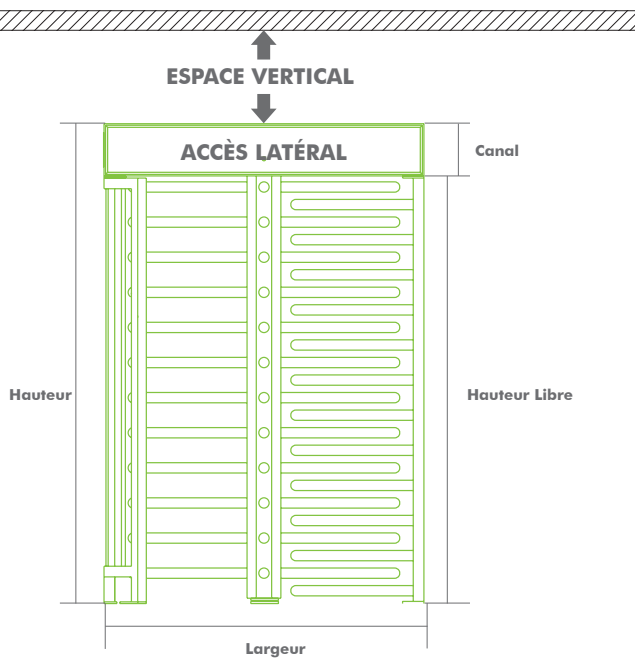 ESPACE VERTICAL
ACCÈS LATÉRAL
Canal
Hauteur
Hauteur Libre
Largeur